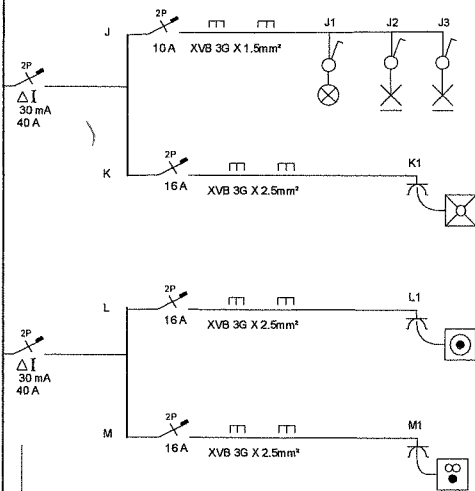 J
2P
10 A XVB 3G X 1.5mm²
J1 J2 J3
2P
Δ I
30 mA
40 A
K
2P
16 A XVB 3G X 2.5mm²
K1
L
2P
16 A XVB 3G X 2.5mm²
L1
2P
Δ I
30 mA
40 A
M
2P
16 A XVB 3G X 2.5mm²
M1